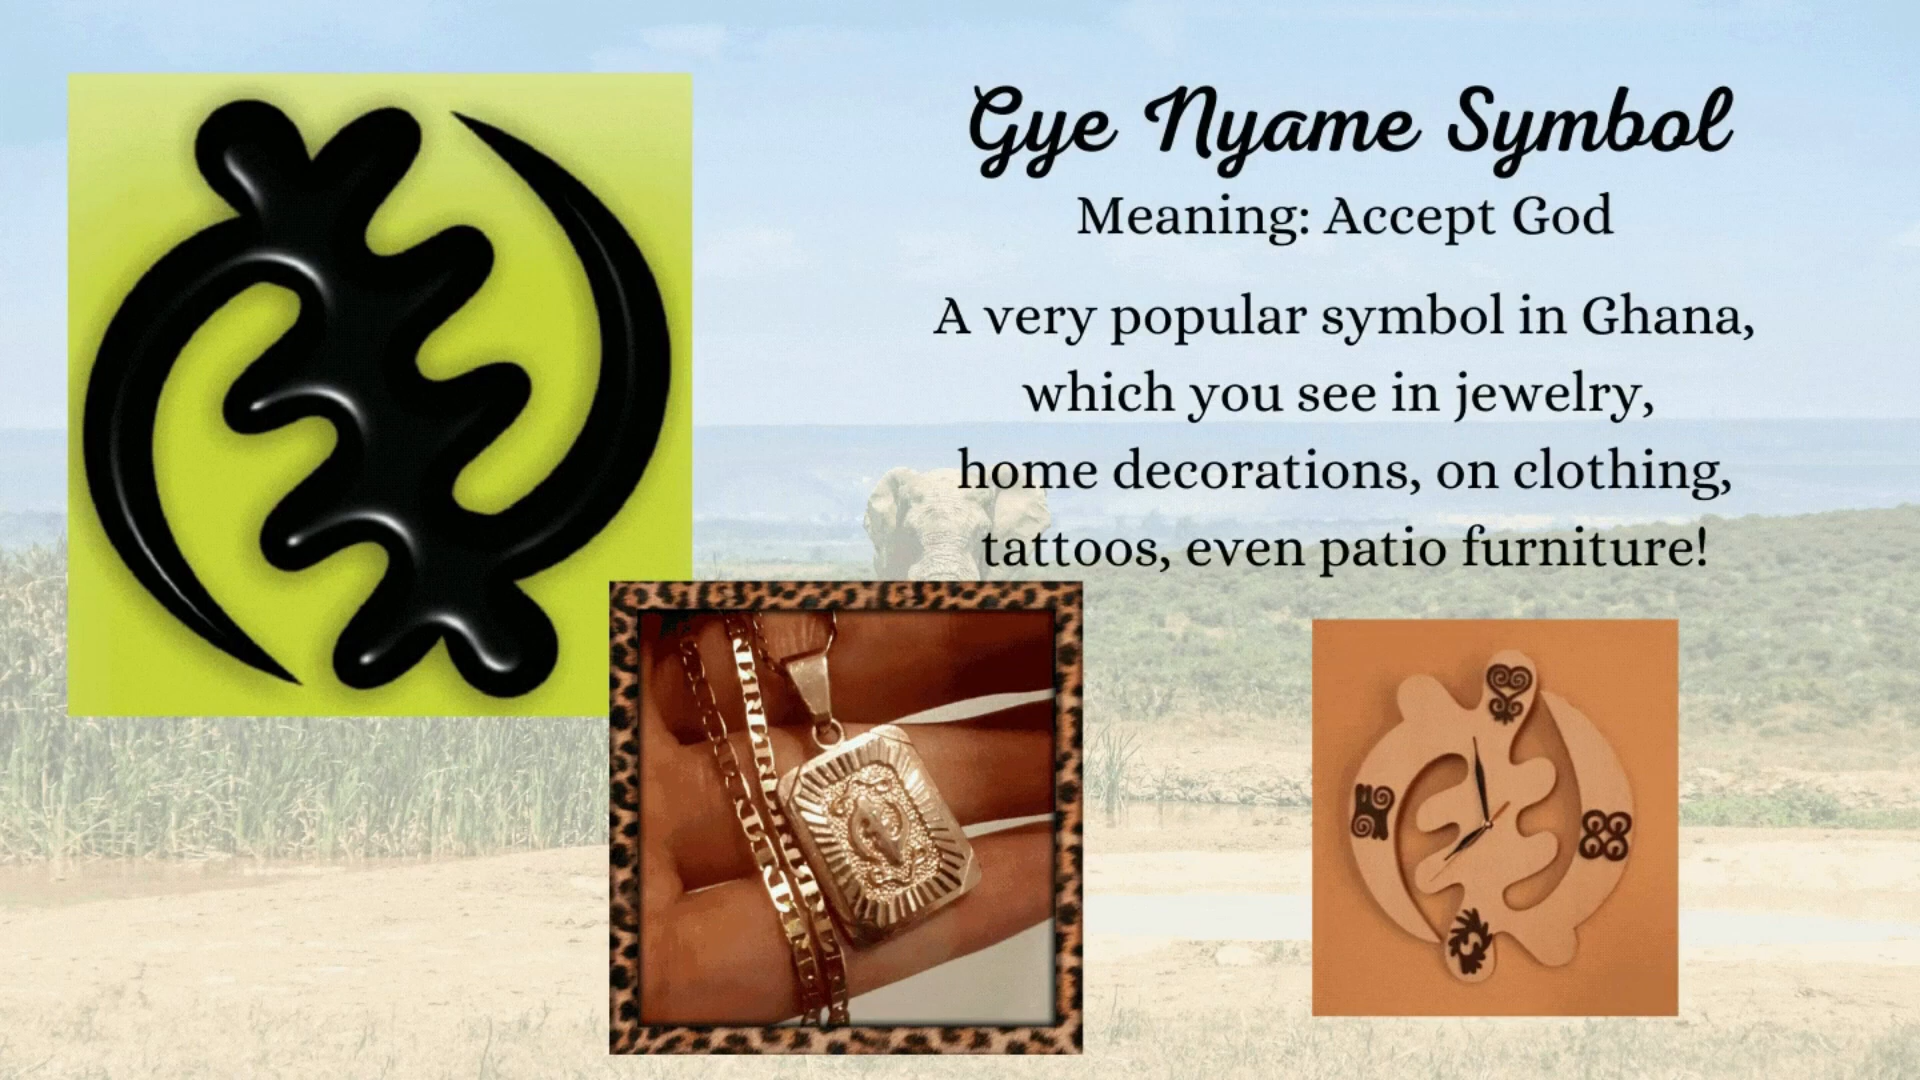 Gye Nyame Symbol
Meaning: Accept God
A very popular symbol in Ghana,
which you see in jewelry,
home decorations, on clothing,
tattoos, even patio furniture!